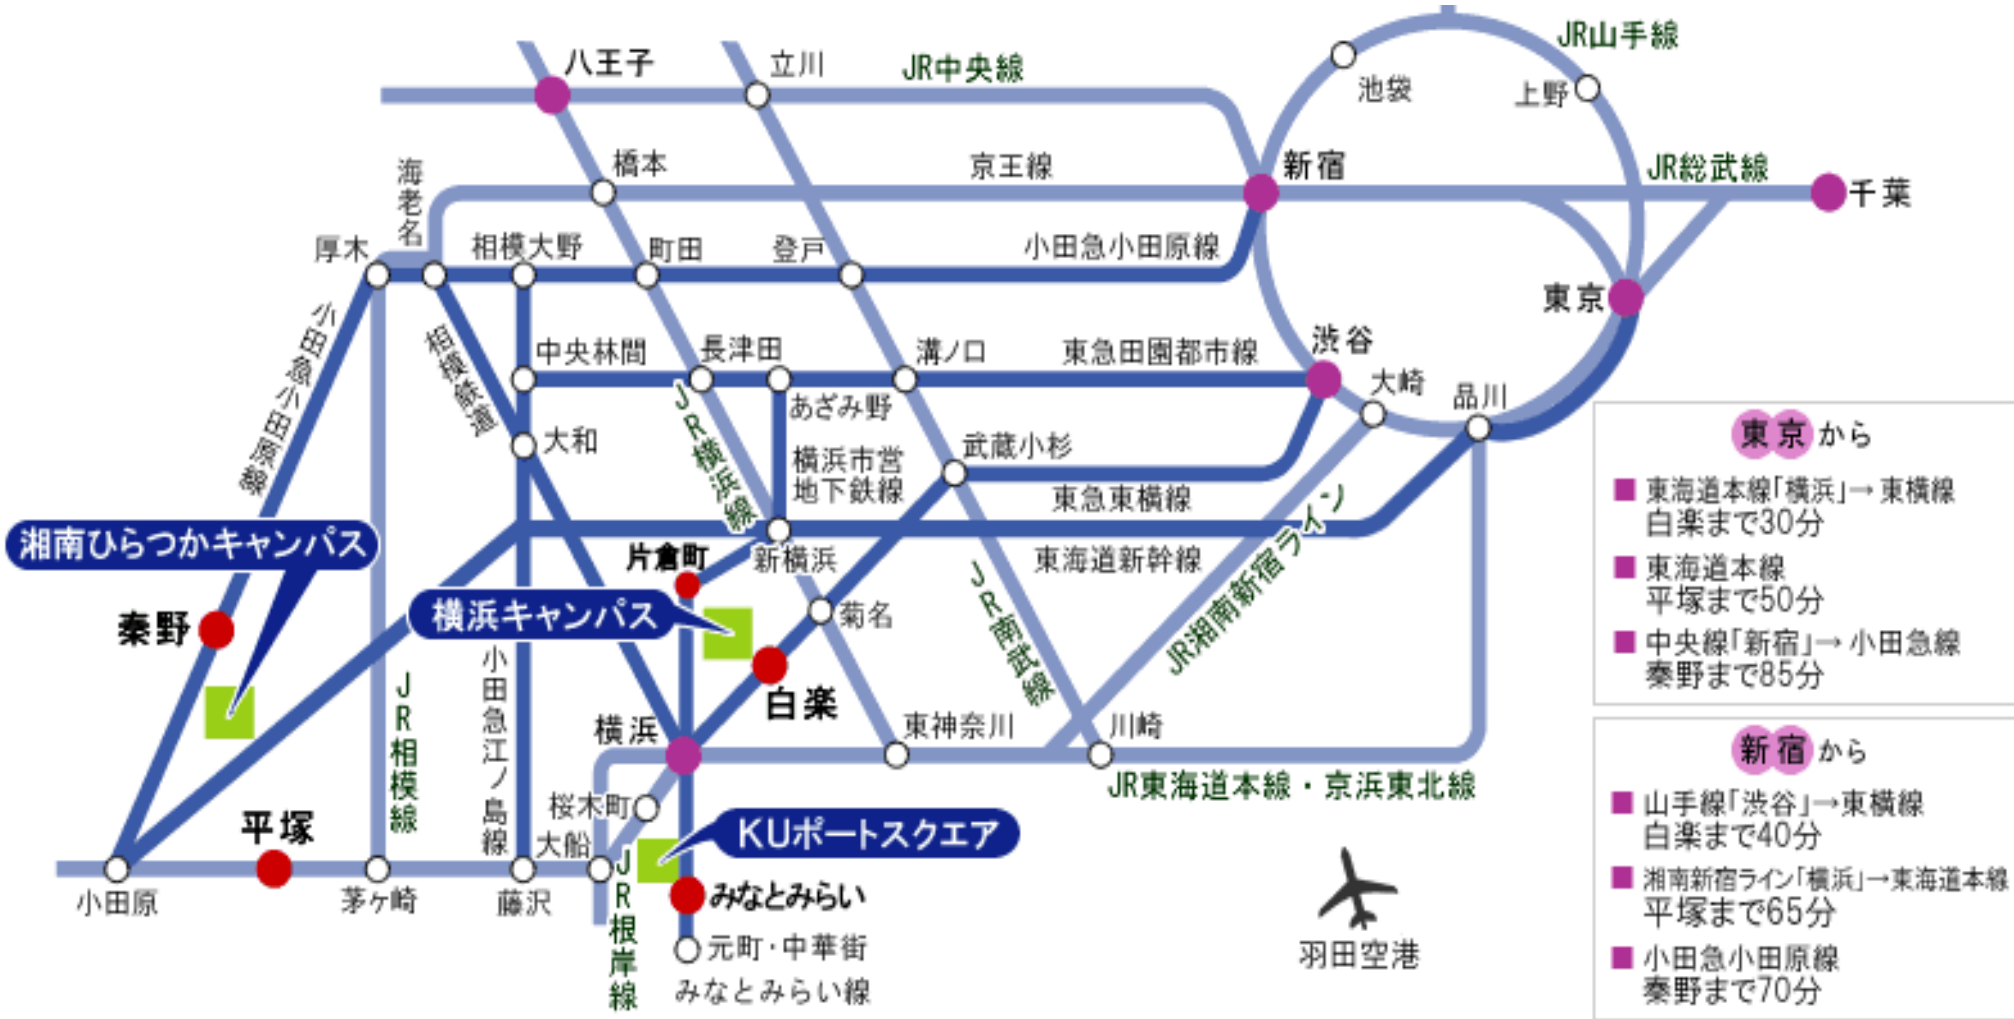 JR山手線
八王子
立川
JR中央線
池袋
上野
橋本
京王線
新宿
JR総武線
千葉
海老名
厚木
相模大野
町田
登戸
小田急小田原線
東京
小田急小田原線
相模鉄道
中央林間
長津田
溝ノ口
東急田園都市線
渋谷
大崎
品川
あざみ野
JR横浜線
大和
横浜市営
地下鉄線
武蔵小杉
東急東横線
湘南ひらつかキャンパス
片倉町
新横浜
東海道新幹線
JR湘南新宿ライン
JR南武線
秦野
横浜キャンパス
菊名
白楽
JR相模線
小田急江ノ島線
横浜
東神奈川
川崎
JR東海道本線・京浜東北線
桜木町
KUポートスクエア
平塚
大船
小田原
茅ヶ崎
藤沢
JR根岸線
みなとみらい
元町・中華街
みなとみらい線
羽田空港
東京から
■ 東海道本線「横浜」→ 東横線
白楽まで30分
■ 東海道本線
平塚まで50分
■ 中央線「新宿」→ 小田急線
秦野まで85分
新宿から
■ 山手線「渋谷」→東横線
白楽まで40分
■ 湘南新宿ライン「横浜」→東海道本線
平塚まで65分
■ 小田急小田原線
秦野まで70分